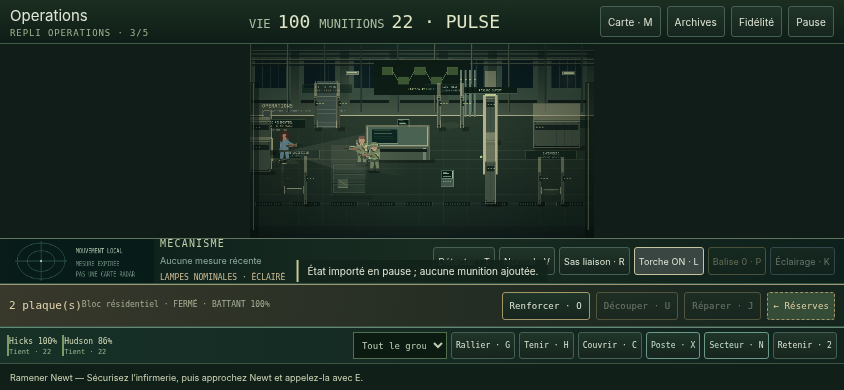 Operations
REPLI OPERATIONS · 3/5
VIE 100 MUNITIONS 22 · PULSE
Carte · M
Archives
Fidélité
Pause
OPERATIONS
MOUVEMENT LOCAL
MESURE EXPIRÉE
PAS UNE CARTE RADAR
MÉCANISME
Aucune mesure récente
LAMPES NOMINALES · ÉCLAIRÉ
État importé en pause ; aucune munition ajoutée.
Sas liaison · R
Torche ON · L
Balise 0 · P
Éclairage · K
2 plaque(s)
Bloc résidentiel · FERMÉ · BATTANT 100%
Renforcer · O
Découper · U
Réparer · J
← Réserves
Hicks 100%
Tient · 22
Hudson 86%
Tient · 22
Tout le grou
Rallier · G
Tenir · H
Couvrir · C
Poste · X
Secteur · N
Retenir · 2
Ramener Newt — Sécurisez l'infirmerie, puis approchez Newt et appelez-la avec E.